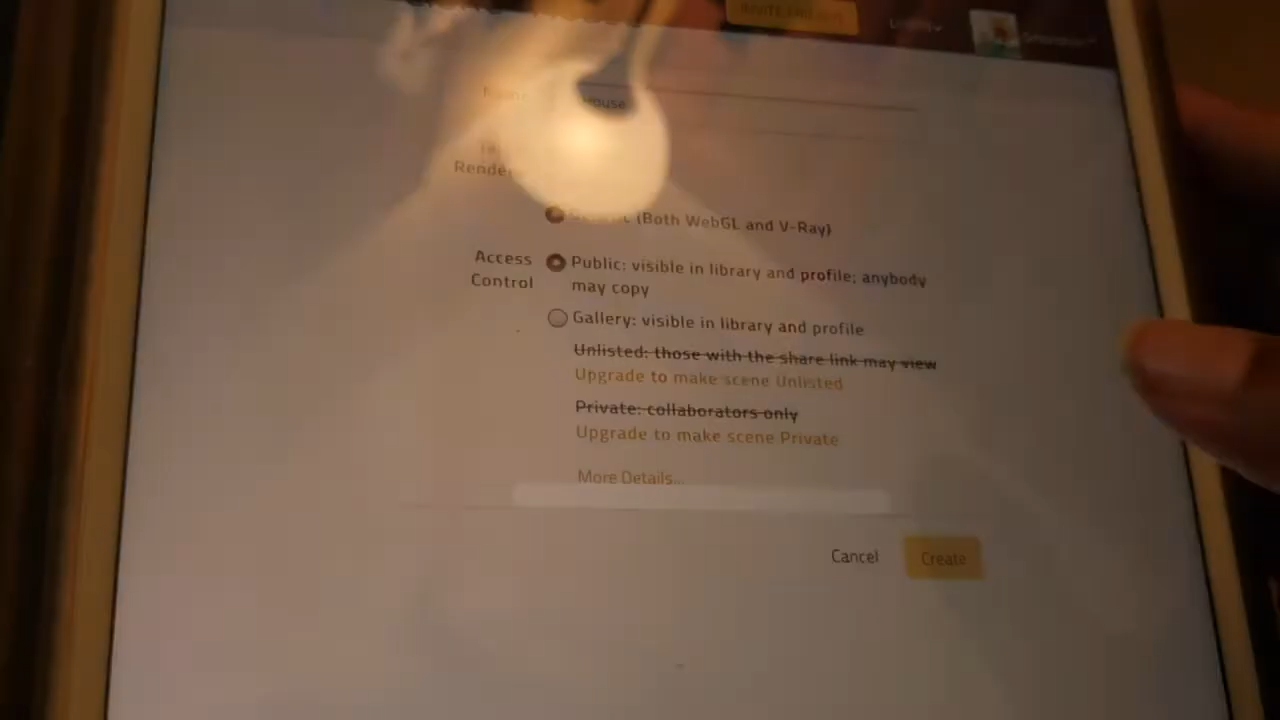 Name
house
(Both WebGL and V-Ray)
Access
Control
Public: visible in library and profile; anybody
may copy
Gallery: visible in library and profile
Unlisted: those with the share link may view
Upgrade to make scene Unlisted
Private: collaborators only
Upgrade to make scene Private
More Details...
Cancel
Create